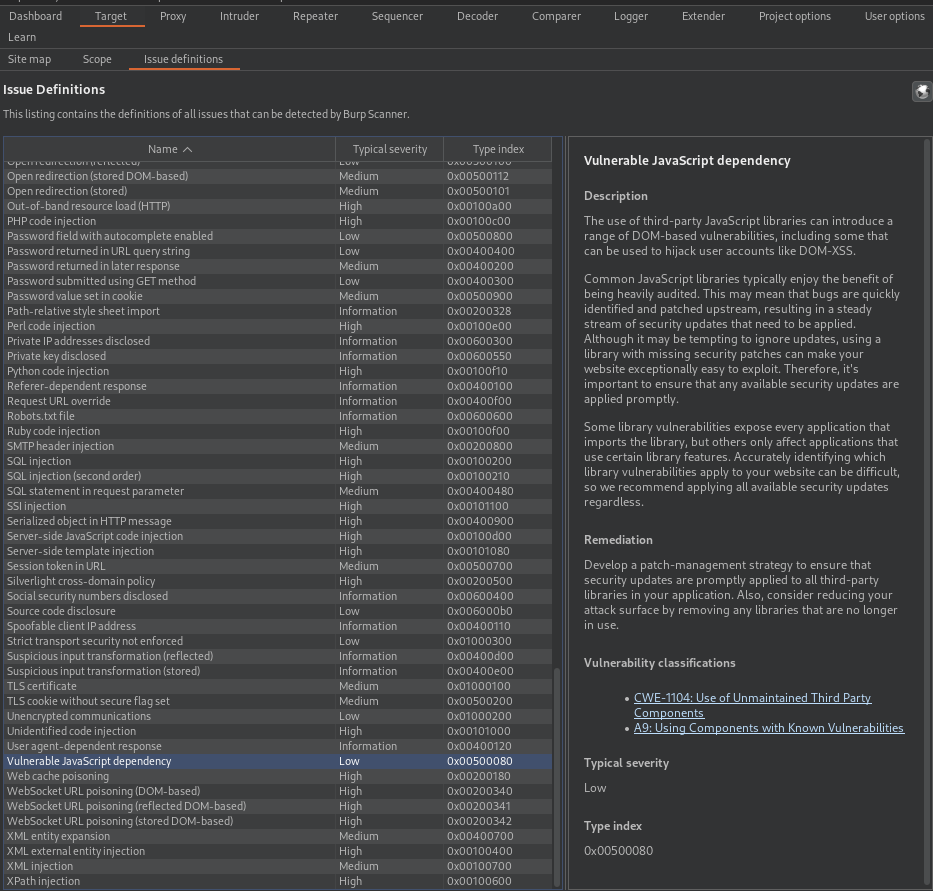 Dashboard Target Proxy Intruder Repeater Sequencer Decoder Comparer Logger Extender Project options User options
Learn
Site map Scope Issue definitions
Issue Definitions
This listing contains the definitions of all issues that can be detected by Burp Scanner.
Name Typical severity Type index
Open redirection (reflected) Low 0x00500100
Open redirection (stored DOM-based) Medium 0x00500112
Open redirection (stored) Medium 0x00500101
Out-of-band resource load (HTTP) High 0x00100a00
PHP code injection High 0x00100c00
Password field with autocomplete enabled Low 0x00500800
Password returned in URL query string Low 0x00400400
Password returned in later response Medium 0x00400200
Password submitted using GET method Low 0x00400300
Password value set in cookie Medium 0x00500900
Path-relative style sheet import Information 0x00200328
Perl code injection High 0x00100e00
Private IP addresses disclosed Information 0x00600300
Private key disclosed Information 0x00600550
Python code injection High 0x00100f10
Referer-dependent response Information 0x00400100
Request URL override Information 0x00400f00
Robots.txt file Information 0x00600600
Ruby code injection High 0x00100f00
SMTP header injection Medium 0x00200800
SQL injection High 0x00100200
SQL injection (second order) High 0x00100210
SQL statement in request parameter Medium 0x00400480
SSI injection High 0x00101100
Serialized object in HTTP message High 0x00400900
Server-side JavaScript code injection High 0x00100d00
Server-side template injection High 0x00101080
Session token in URL Medium 0x00500700
Silverlight cross-domain policy High 0x00200500
Social security numbers disclosed Information 0x00600400
Source code disclosure Low 0x006000b0
Spoofable client IP address Information 0x00400110
Strict transport security not enforced Low 0x01000300
Suspicious input transformation (reflected) Information 0x00400d00
Suspicious input transformation (stored) Information 0x00400e00
TLS certificate Medium 0x01000100
TLS cookie without secure flag set Medium 0x00500200
Unencrypted communications Low 0x01000200
Unidentified code injection High 0x00101000
User agent-dependent response Information 0x00400120
Vulnerable JavaScript dependency Low 0x00500080
Web cache poisoning High 0x00200180
WebSocket URL poisoning (DOM-based) High 0x00200340
WebSocket URL poisoning (reflected DOM-based) High 0x00200341
WebSocket URL poisoning (stored DOM-based) High 0x00200342
XML entity expansion Medium 0x00400700
XML external entity injection High 0x00100400
XML injection Medium 0x00100700
XPath injection High 0x00100600
Vulnerable JavaScript dependency
Description
The use of third-party JavaScript libraries can introduce a
range of DOM-based vulnerabilities, including some that
can be used to hijack user accounts like DOM-XSS.
Common JavaScript libraries typically enjoy the benefit of
being heavily audited. This may mean that bugs are quickly
identified and patched upstream, resulting in a steady
stream of security updates that need to be applied.
Although it may be tempting to ignore updates, using a
library with missing security patches can make your
website exceptionally easy to exploit. Therefore, it's
important to ensure that any available security updates are
applied promptly.
Some library vulnerabilities expose every application that
imports the library, but others only affect applications that
use certain library features. Accurately identifying which
library vulnerabilities apply to your website can be difficult,
so we recommend applying all available security updates
regardless.
Remediation
Develop a patch-management strategy to ensure that
security updates are promptly applied to all third-party
libraries in your application. Also, consider reducing your
attack surface by removing any libraries that are no longer
in use.
Vulnerability classifications
• CWE-1104: Use of Unmaintained Third Party
Components
• A9: Using Components with Known Vulnerabilities
Typical severity
Low
Type index
0x00500080